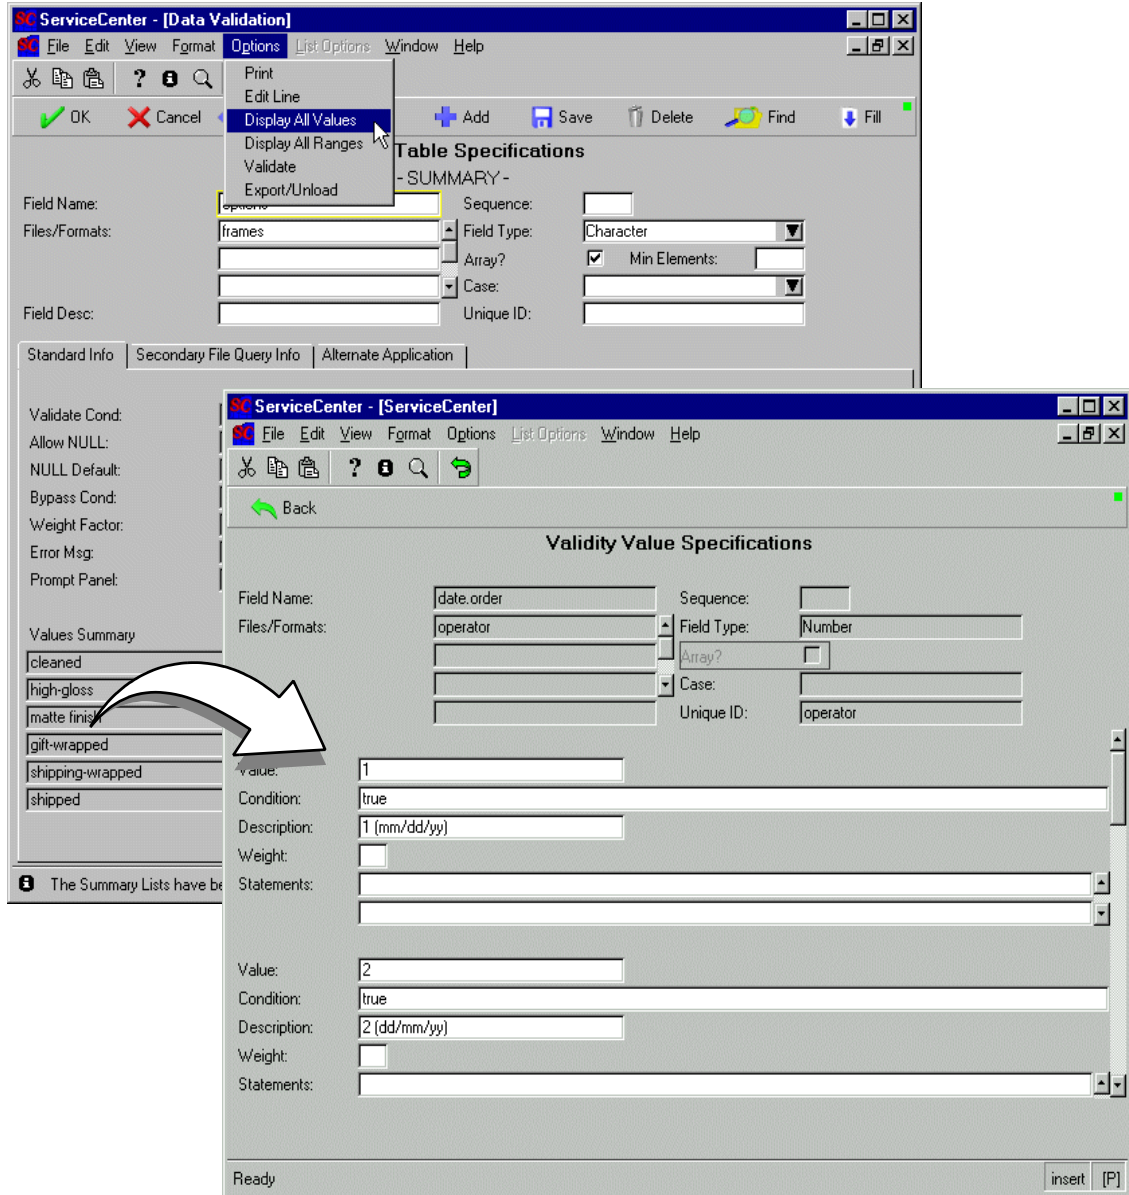 SC ServiceCenter - [Data Validation]
SC File Edit View Format Options List Options Window Help
Print
Edit Line
Display All Values
Display All Ranges
Validate
Export/Unload
OK Cancel Add Save Delete Find Fill
Table Specifications
- SUMMARY -
Field Name: options Sequence:
Files/Formats: frames Field Type: Character
Array? Min Elements:
Case:
Field Desc: Unique ID:
Standard Info Secondary File Query Info Alternate Application
Validate Cond:
Allow NULL:
NULL Default:
Bypass Cond:
Weight Factor:
Error Msg:
Prompt Panel:
Values Summary
cleaned
high-gloss
matte finish
gift-wrapped
shipping-wrapped
shipped
The Summary Lists have be
SC ServiceCenter - [ServiceCenter]
SC File Edit View Format Options List Options Window Help
Back
Validity Value Specifications
Field Name: date.order Sequence:
Files/Formats: operator Field Type: Number
Array?
Case:
Unique ID: operator
Value: 1
Condition: true
Description: 1 (mm/dd/yy)
Weight:
Statements:
Value: 2
Condition: true
Description: 2 (dd/mm/yy)
Weight:
Statements:
Ready insert [P]